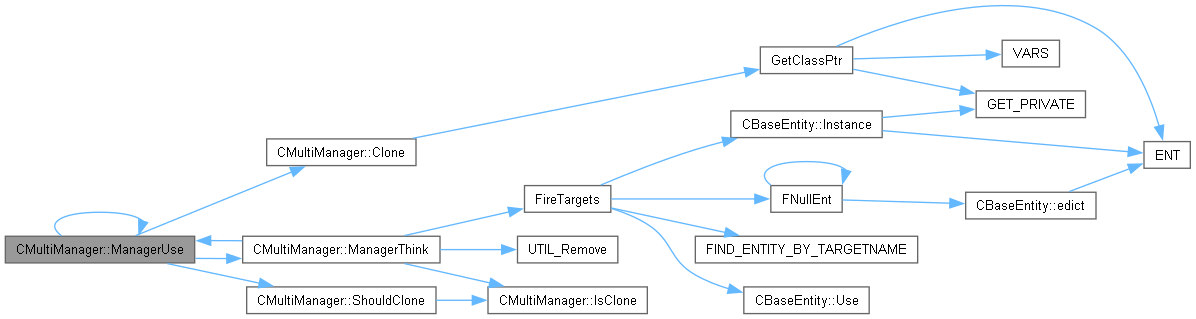 GetClassPtr
VARS
GET_PRIVATE
CBaseEntity::Instance
CMultiManager::Clone
ENT
FireTargets
FNullEnt
CBaseEntity::edict
CMultiManager::ManagerUse
CMultiManager::ManagerThink
UTIL_Remove
FIND_ENTITY_BY_TARGETNAME
CMultiManager::ShouldClone
CMultiManager::IsClone
CBaseEntity::Use